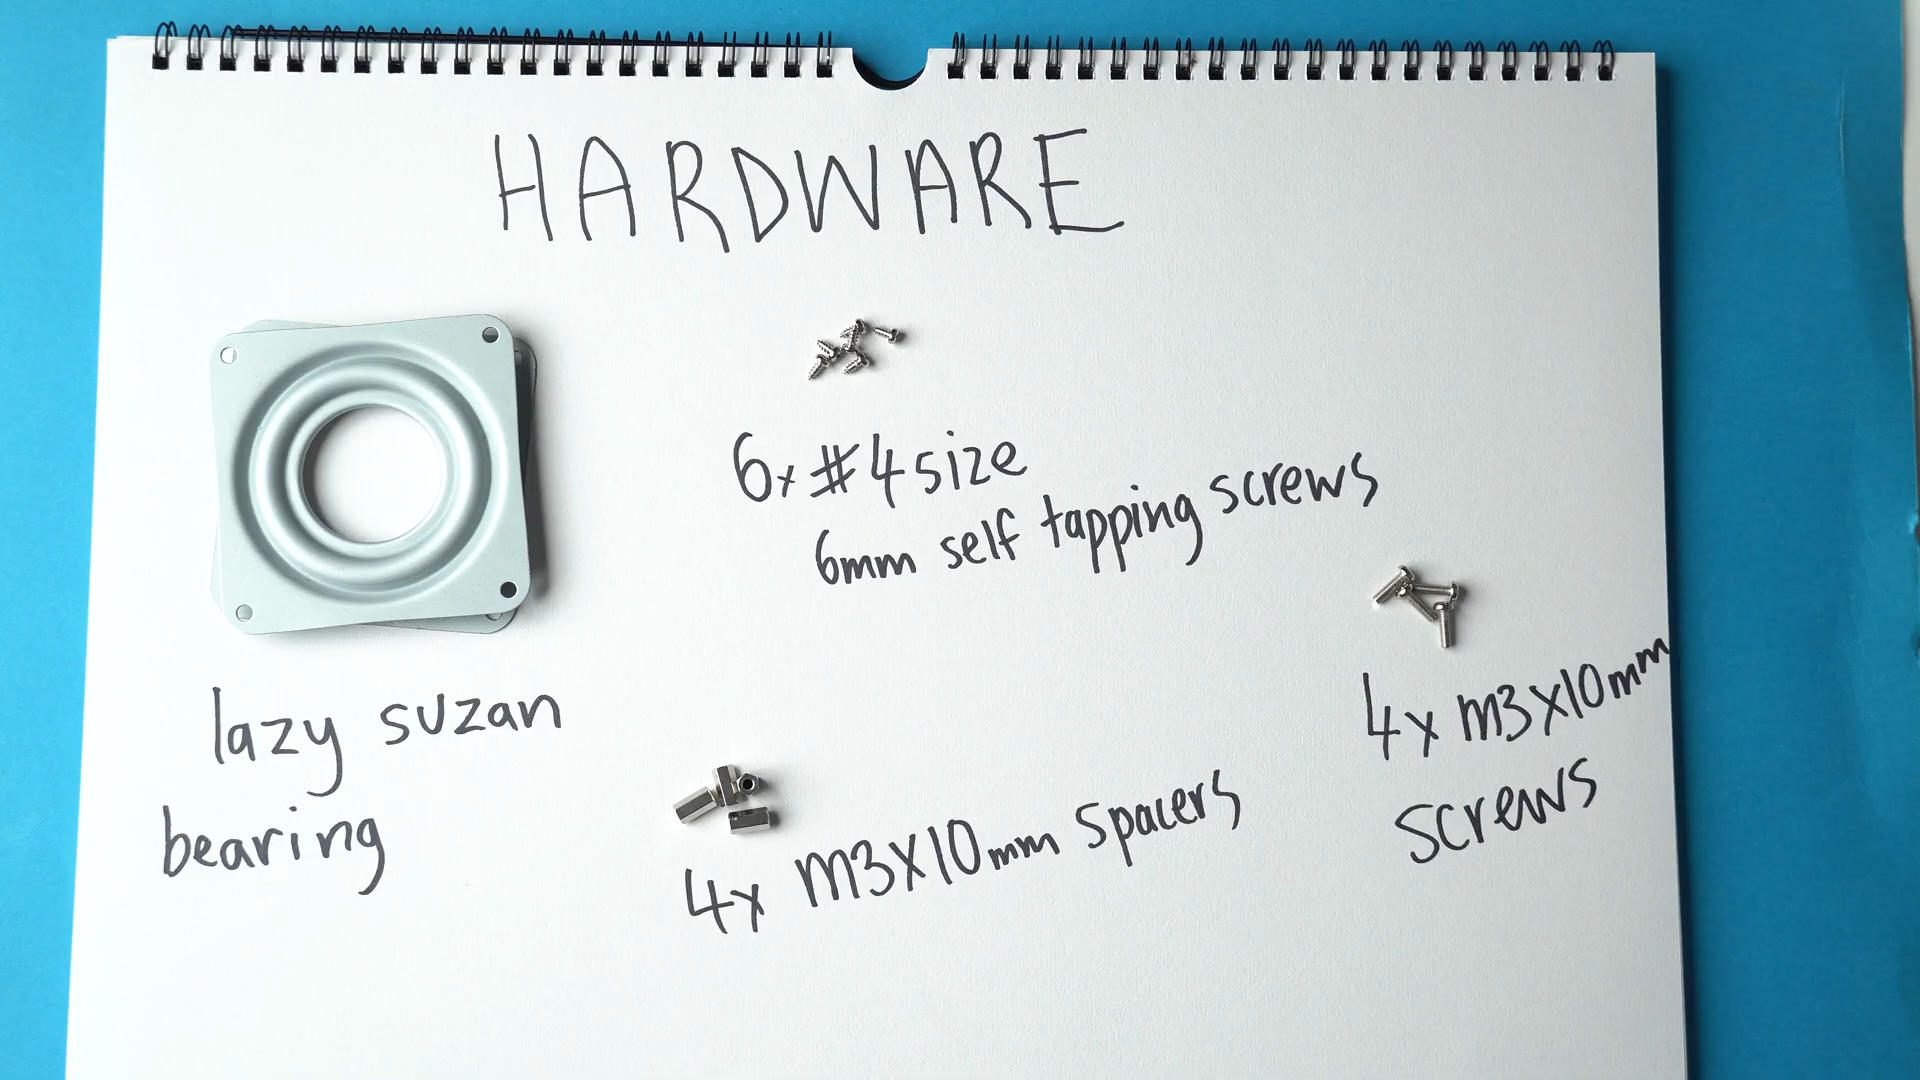 HARDWARE
6x #4 size
6mm self tapping screws
lazy suzan
bearing
4x m3x10mm spacers
4x m3x10mm
screws